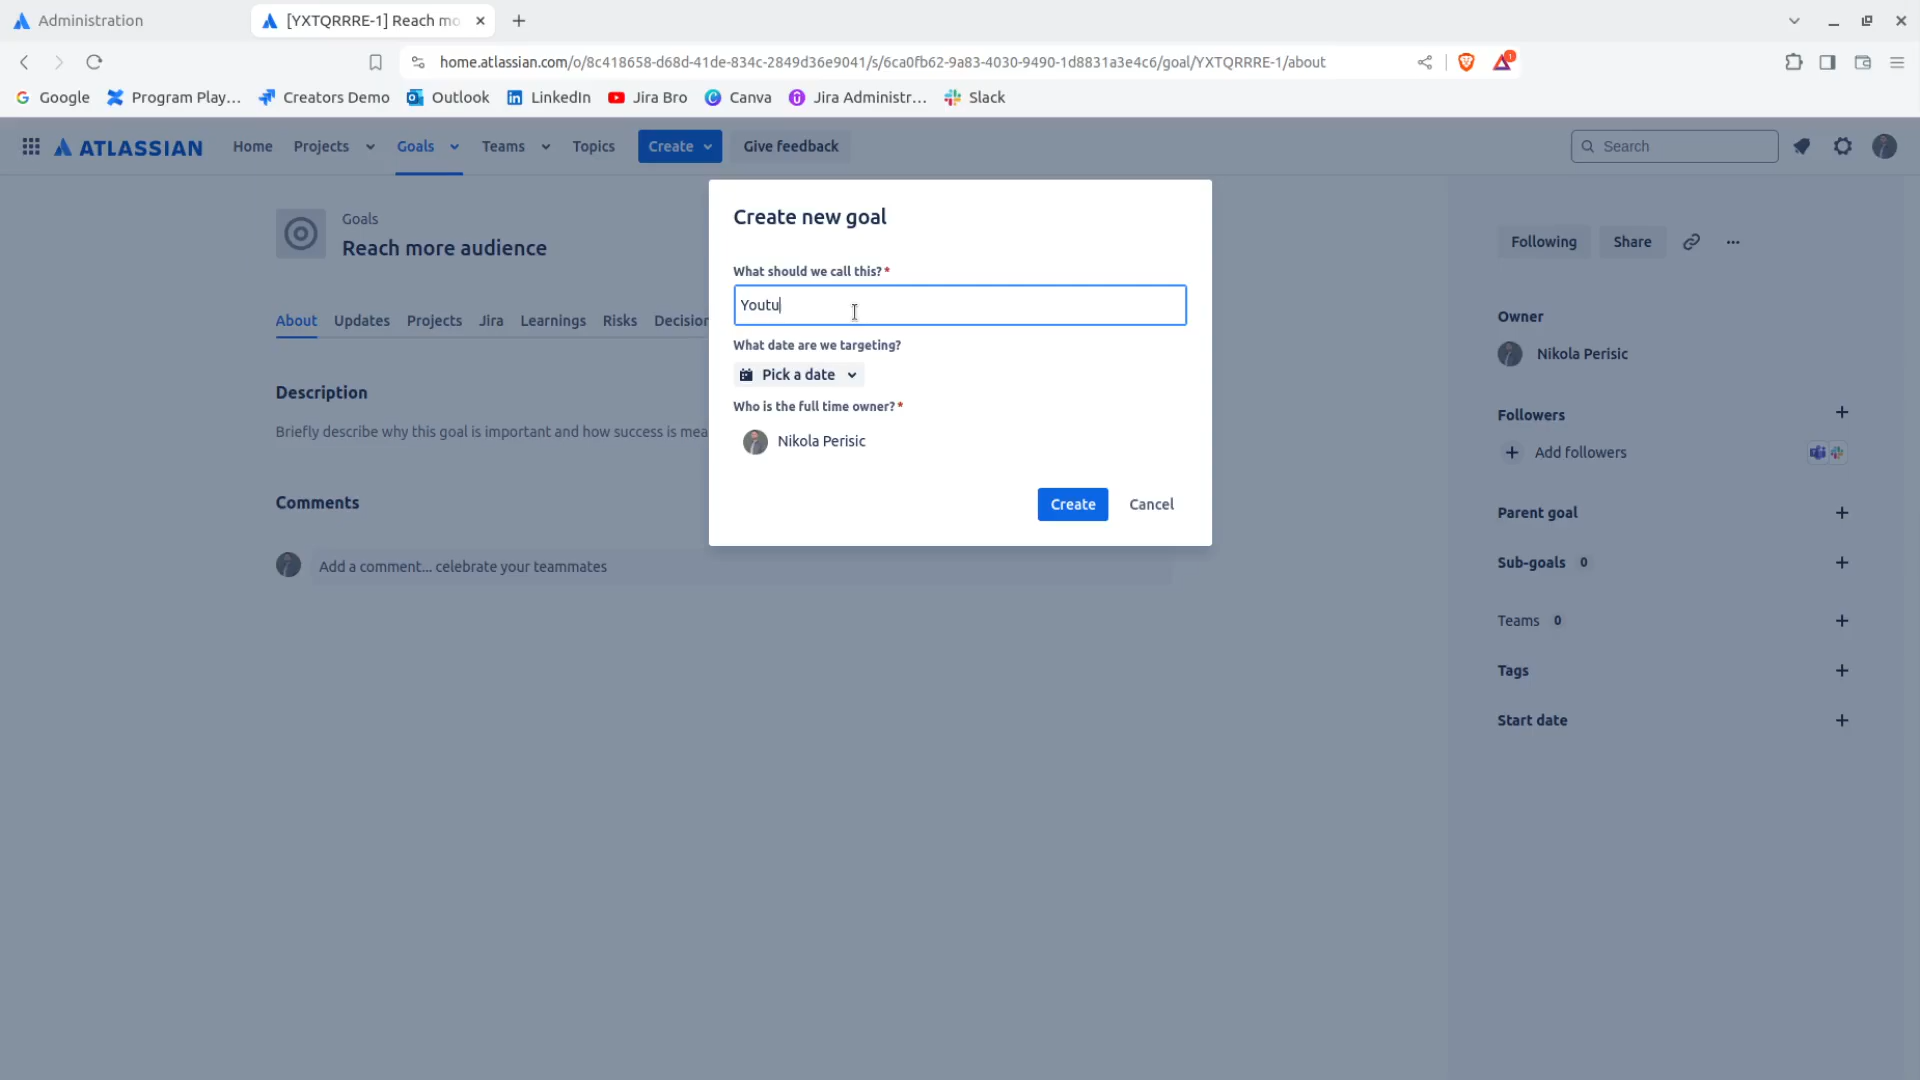 Administration
[YXTQRRRE-1] Reach mo
home.atlassian.com/o/8c418658-d68d-41de-834c-2849d36e9041/s/6ca0fb62-9a83-4030-9490-1d8831a3e4c6/goal/YXTQRRRE-1/about
1
Google Program Play... Creators Demo Outlook LinkedIn Jira Bro Canva Jira Administr... Slack
ATLASSIAN Home Projects Goals Teams Topics Create Give feedback Search
Goals
Reach more audience
Following Share
About Updates Projects Jira Learnings Risks Decision
Description
Briefly describe why this goal is important and how success is mea
Comments
Add a comment... celebrate your teammates
Create new goal
What should we call this? *
Youtu
What date are we targeting?
Pick a date
Who is the full time owner? *
Nikola Perisic
Create Cancel
Owner
Nikola Perisic
Followers
Add followers
Parent goal
Sub-goals 0
Teams 0
Tags
Start date